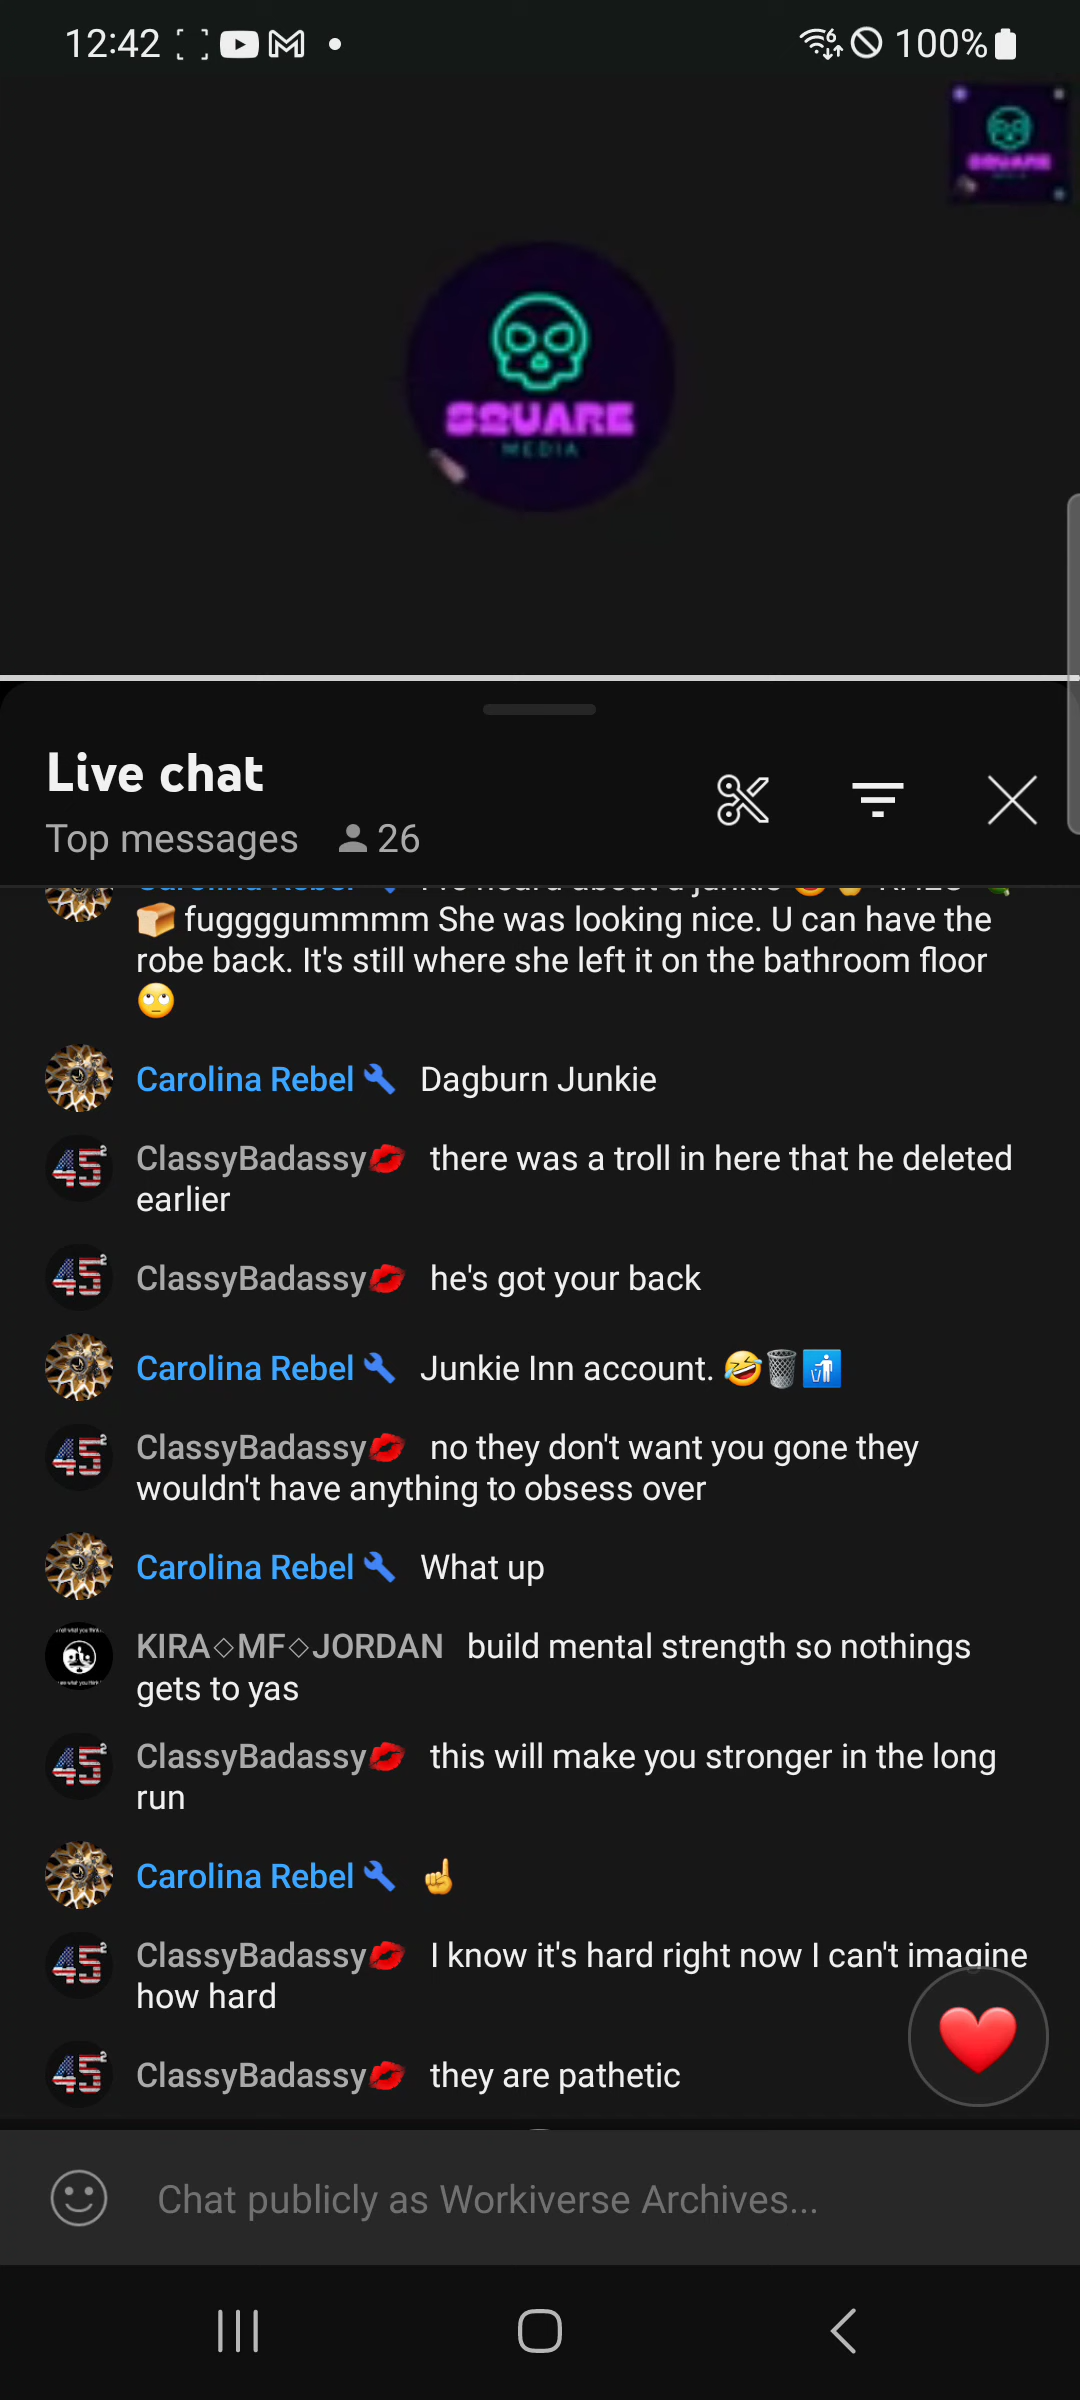 12:42
6
100%
SQUARE
SQUARE
MEDIA
Live chat
Top messages 26
Carolina Rebel
fuggggummmm She was looking nice. U can have the
robe back. It's still where she left it on the bathroom floor
🙄
Carolina Rebel Dagburn Junkie
ClassyBadassy💋 there was a troll in here that he deleted
earlier
ClassyBadassy💋 he's got your back
Carolina Rebel Junkie Inn account. 🤣🗑️🚮
ClassyBadassy💋 no they don't want you gone they
wouldn't have anything to obsess over
Carolina Rebel What up
KIRA◇MF◇JORDAN build mental strength so nothings
gets to yas
ClassyBadassy💋 this will make you stronger in the long
run
Carolina Rebel ☝️
ClassyBadassy💋 I know it's hard right now I can't imagine
how hard
ClassyBadassy💋 they are pathetic
Chat publicly as Workiverse Archives...